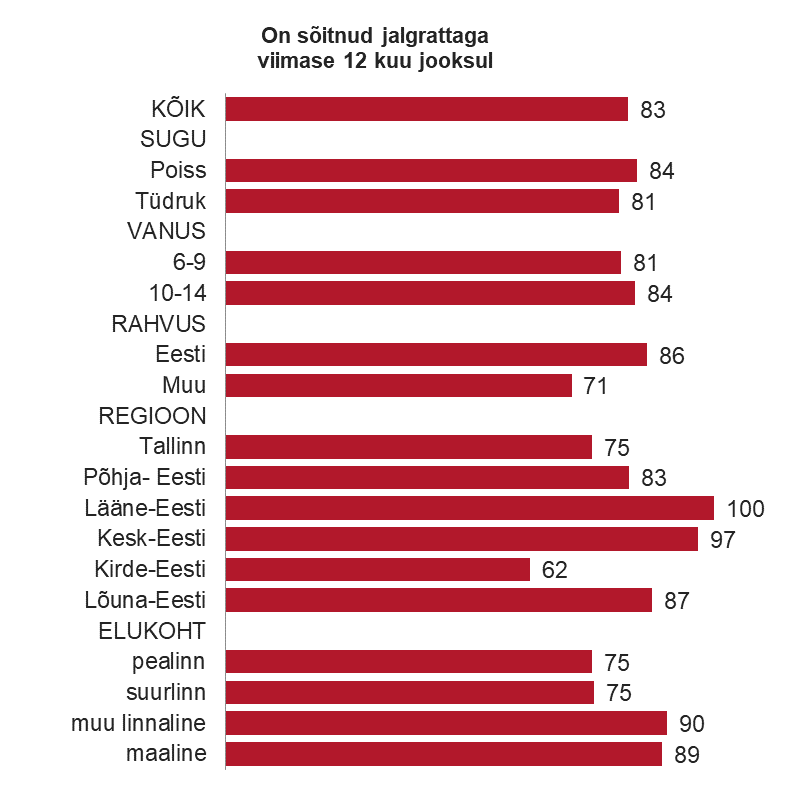 On sõitnud jalgrattaga
viimase 12 kuu jooksul
KÕIK 83
SUGU
Poiss 84
Tüdruk 81
VANUS
6-9 81
10-14 84
RAHVUS
Eesti 86
Muu 71
REGIOON
Tallinn 75
Põhja- Eesti 83
Lääne-Eesti 100
Kesk-Eesti 97
Kirde-Eesti 62
Lõuna-Eesti 87
ELUKOHT
pealinn 75
suurlinn 75
muu linnaline 90
maaline 89